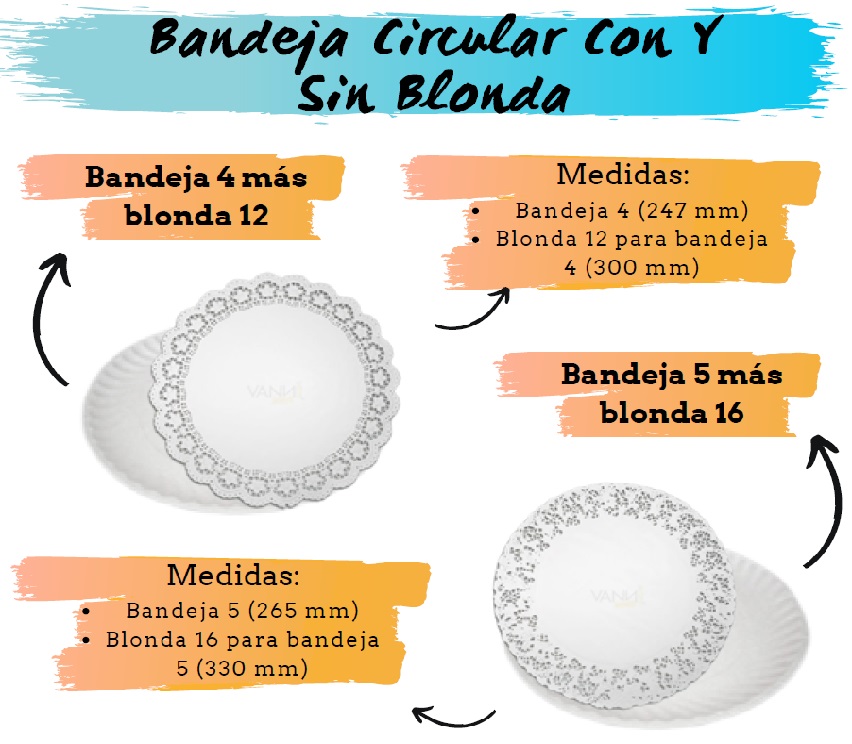 Bandeja Circular Con Y
Sin Blonda
Bandeja 4 más
blonda 12
Medidas:
• Bandeja 4 (247 mm)
• Blonda 12 para bandeja
4 (300 mm)
Bandeja 5 más
blonda 16
Medidas:
• Bandeja 5 (265 mm)
• Blonda 16 para bandeja
5 (330 mm)